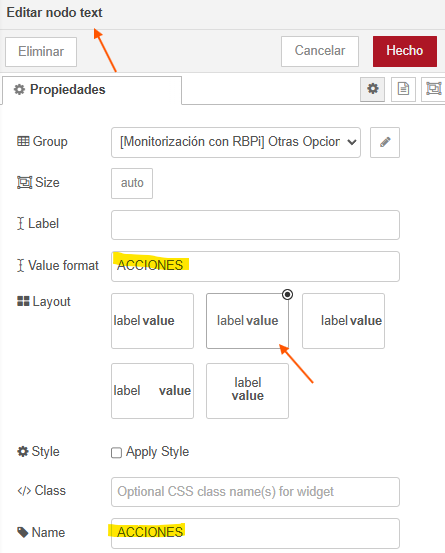 Editar nodo text
Eliminar
Cancelar
Hecho
Propiedades
Group
[Monitorización con RBPi] Otras Opcion
Size
auto
Label
Value format
ACCIONES
Layout
label value
label value
label value
label value
label
value
Style
Apply Style
</> Class
Optional CSS class name(s) for widget
Name
ACCIONES